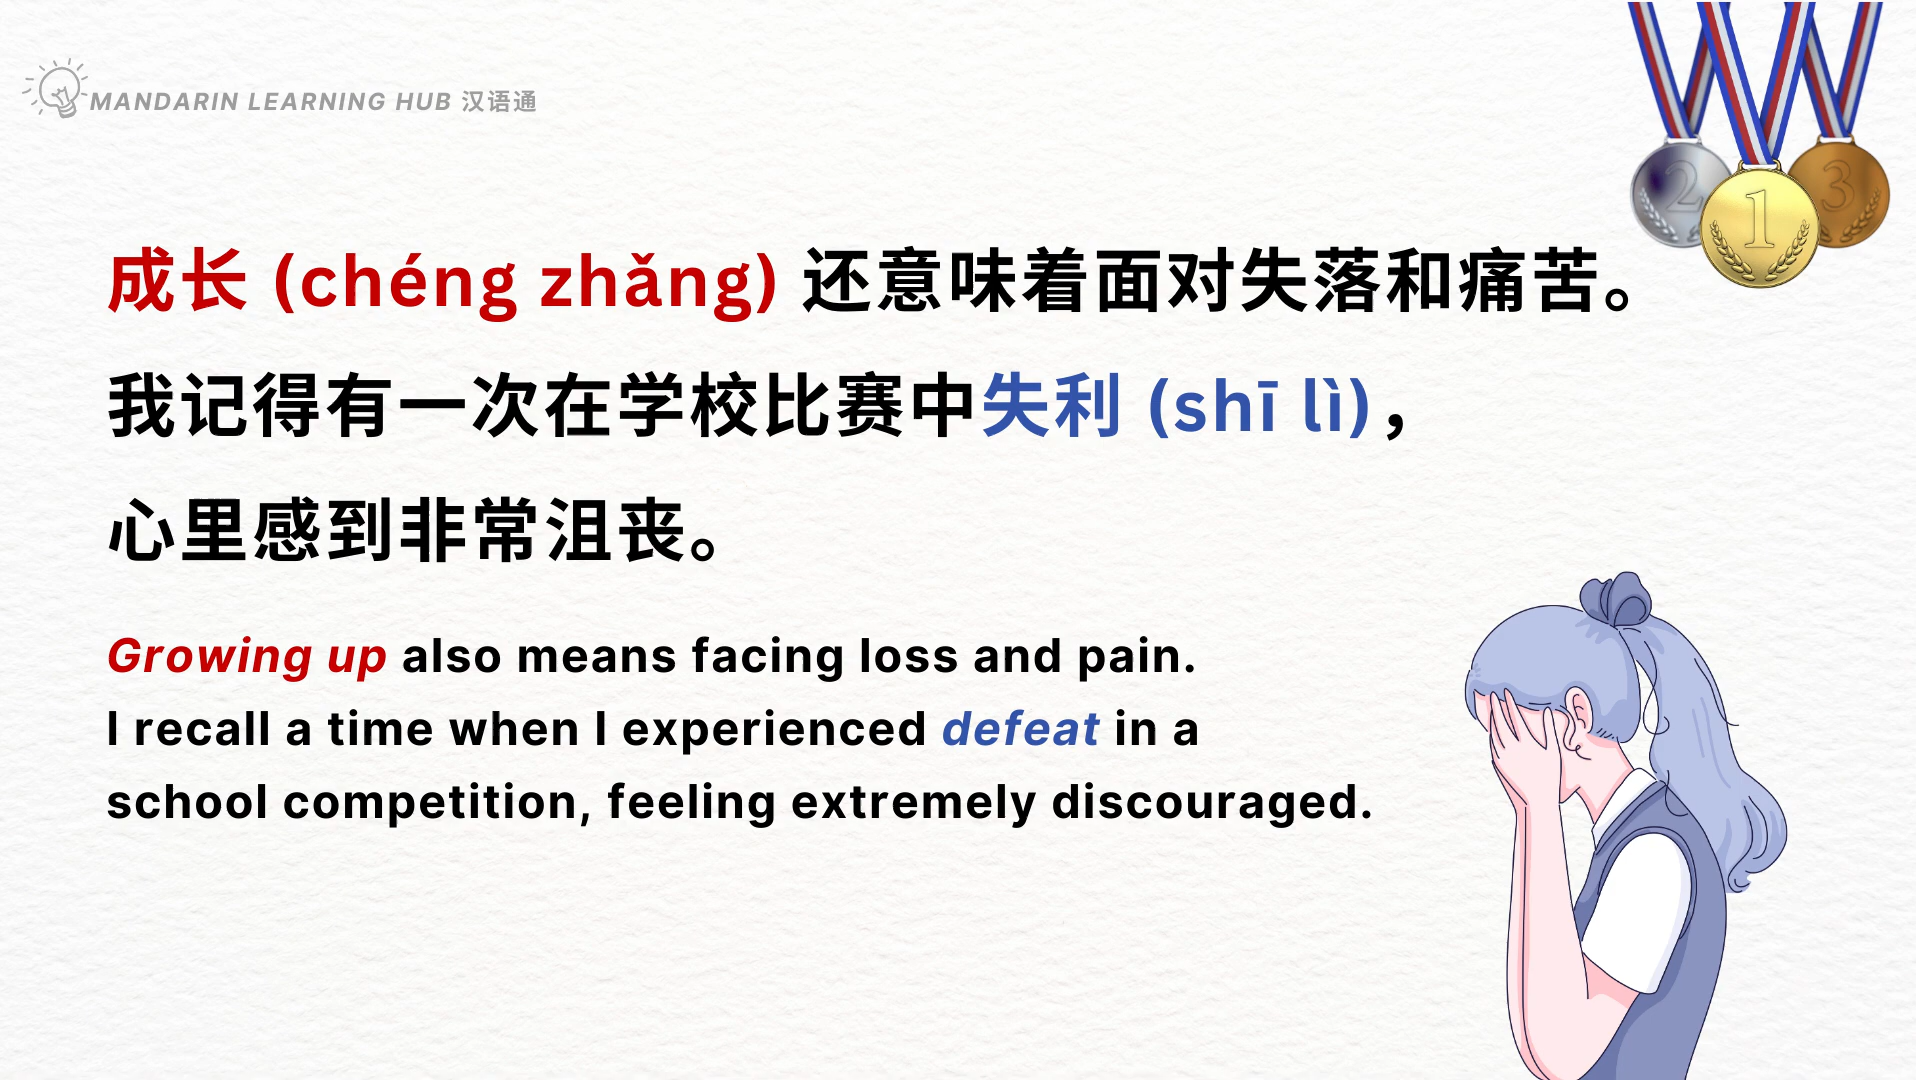 MANDARIN LEARNING HUB 汉语通
2 1 3
成长 (chéng zhǎng) 还意味着面对失落和痛苦。
我记得有一次在学校比赛中失利 (shī lì)，
心里感到非常沮丧。
Growing up also means facing loss and pain.
I recall a time when I experienced defeat in a
school competition, feeling extremely discouraged.